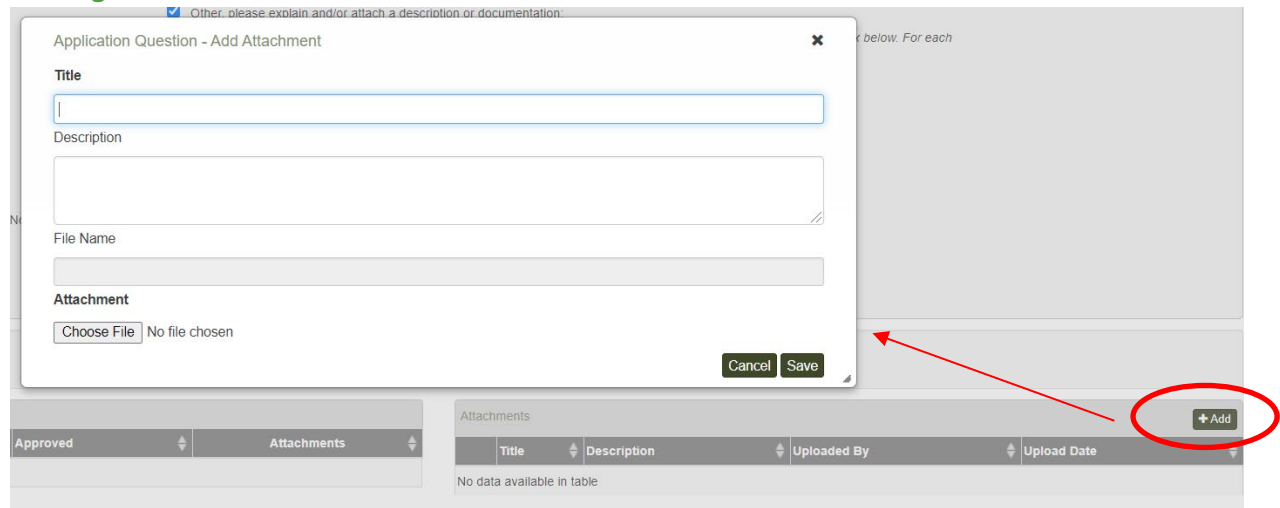 Other, please explain and/or attach a description or documentation:
Application Question - Add Attachment
below. For each
Title
Description
File Name
Attachment
Choose File No file chosen
Cancel Save
Attachments
+ Add
Approved Attachments
Title Description Uploaded By Upload Date
No data available in table